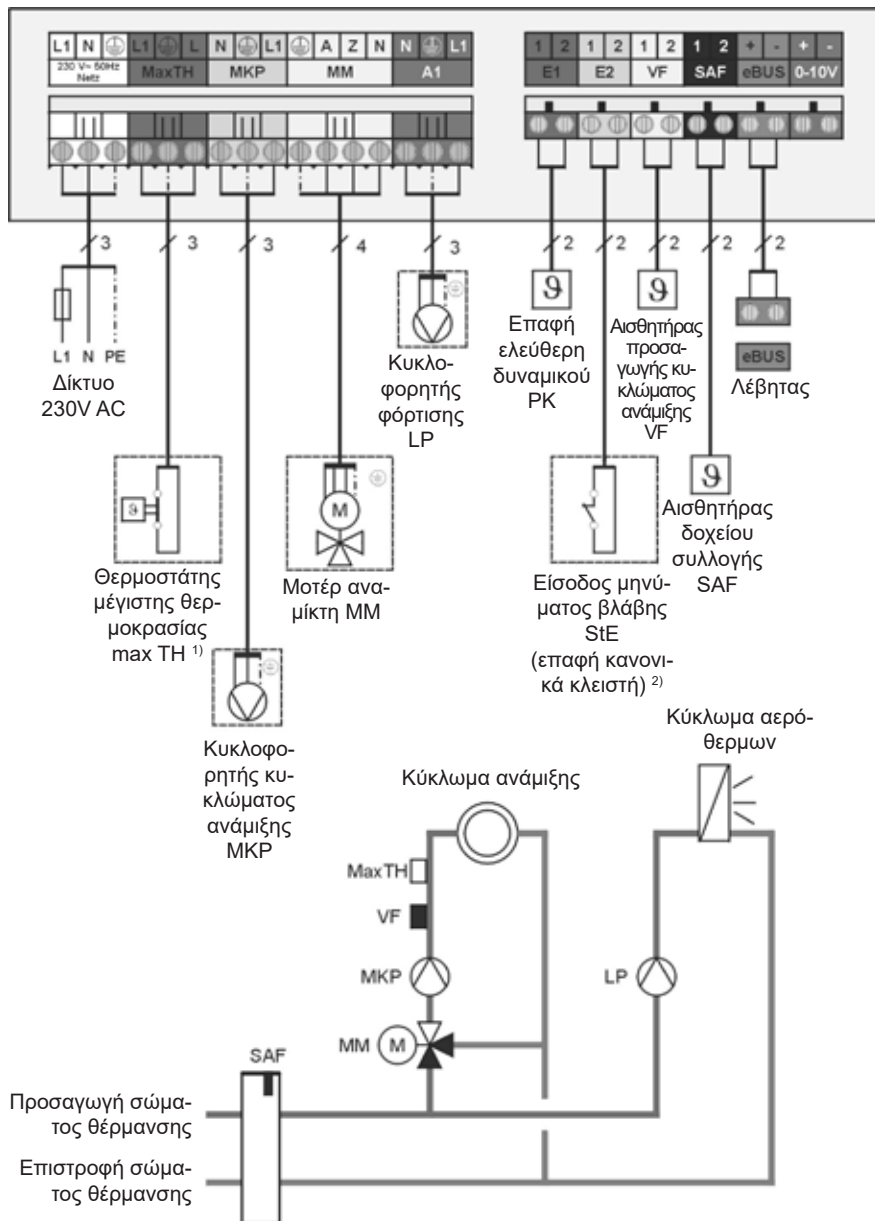 L1 N L1 L N L1 A Z N N L1
230 V~ 50Hz
Netz
MaxTH MKP MM A1
1 2 1 2 1 2 1 2 + - + -
E1 E2 VF SAF eBUS 0-10V
3 3 3 4 3 2 2 2 2 2
L1 N PE
Δίκτυο
230V AC
Κυκλο-
φορητής
φόρτισης
LP
ϑ
Επαφή
ελεύθερη
δυναμικού
PK
ϑ
Αισθητήρας
προσα-
γωγής κυ-
κλώματος
ανάμιξης
VF
eBUS
Λέβητας
ϑ
Θερμοστάτης
μέγιστης θερ-
μοκρασίας
max TH 1)
M
Μοτέρ ανα-
μίκτη MM
Είσοδος μηνύ-
ματος βλάβης
StE
(επαφή κανονι-
κά κλειστή) 2)
ϑ
Αισθητήρας
δοχείου
συλλογής
SAF
Κυκλοφο-
ρητής κυ-
κλώματος
ανάμιξης
MKP
Κύκλωμα ανάμιξης
Κύκλωμα αερό-
θερμων
MaxTH
VF
MKP
LP
MM M
SAF
Προσαγωγή σώμα-
τος θέρμανσης
Επιστροφή σώμα-
τος θέρμανσης